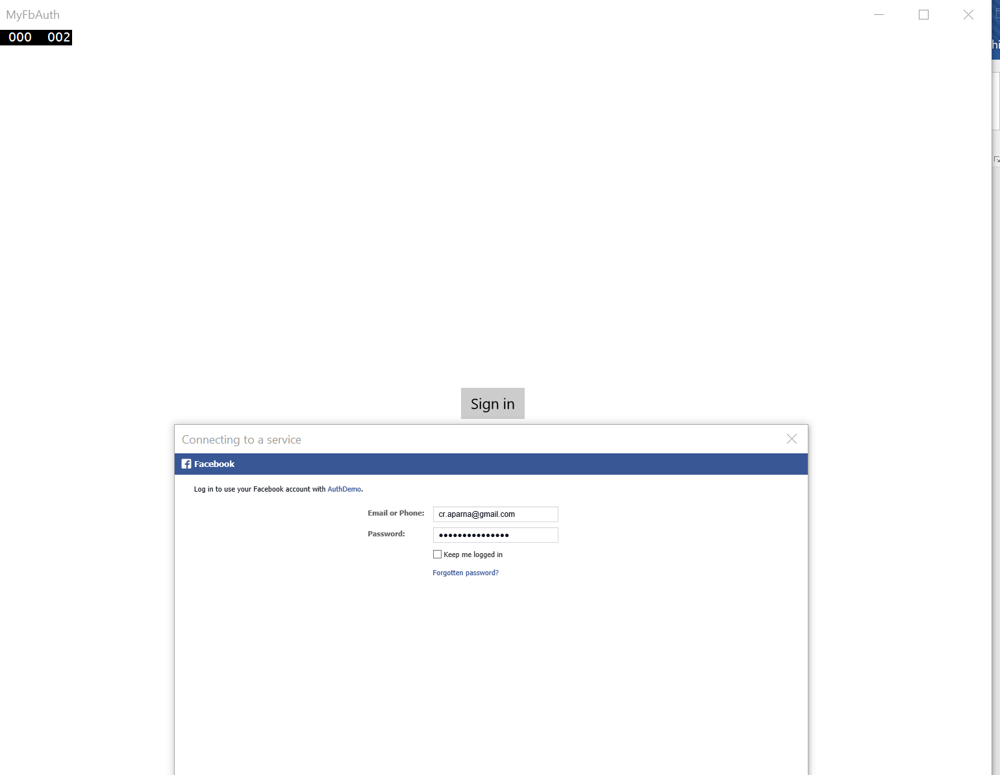 MyFbAuth
000 002
hi
Sign in
Connecting to a service
Facebook
Log in to use your Facebook account with AuthDemo.
Email or Phone: cr.aparna@gmail.com
Password: •••••••••••••••
Keep me logged in
Forgotten password?